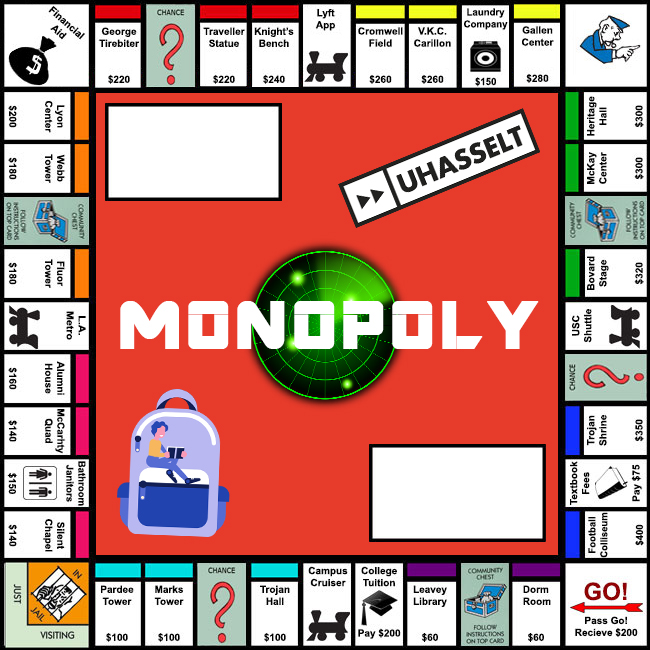 Financial
Aid
George
Tirebiter
$220
CHANCE
Traveller
Statue
$220
Knight's
Bench
$240
Lyft
App
Cromwell
Field
$260
V.K.C.
Carillon
$260
Laundry
Company
$150
Gallen
Center
$280
Lyon
Center
$200
Webb
Tower
$180
COMMUNITY
CHEST
FOLLOW
INSTRUCTIONS
ON TOP CARD
Fluor
Tower
$180
L.A.
Metro
Alumni
House
$160
McCarhty
Quad
$140
Bathroom
Janitors
$150
Silent
Chapel
$140
UHASSELT
MONOPOLY
Heritage
Hall
$300
McKay
Center
$300
COMMUNITY
CHEST
FOLLOW
INSTRUCTIONS
ON TOP CARD
Bovard
Stage
$320
USC
Shuttle
CHANCE
Trojan
Shrine
$350
Textbook
Fees
Pay $75
Football
Colliseum
$400
JUST
VISITING
IN
JAIL
Pardee
Tower
$100
Marks
Tower
$100
CHANCE
Trojan
Hall
$100
Campus
Cruiser
College
Tuition
Pay $200
Leavey
Library
$60
COMMUNITY
CHEST
FOLLOW
INSTRUCTIONS
ON TOP CARD
Dorm
Room
$60
GO!
Pass Go!
Recieve $200